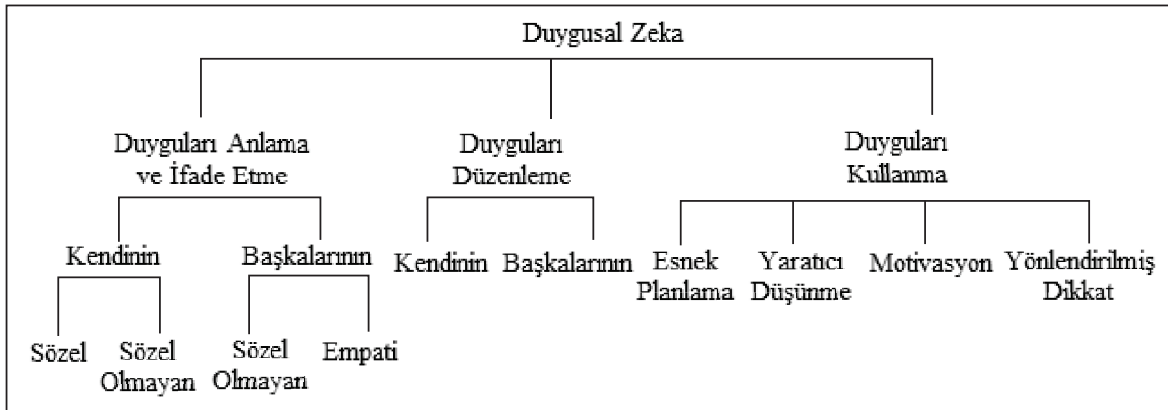 Duygusal Zeka
Duyguları Anlama
ve İfade Etme
Duyguları
Düzenleme
Duyguları
Kullanma
Kendinin
Başkalarının
Kendinin
Başkalarının
Esnek
Planlama
Yaratıcı
Düşünme
Motivasyon
Yönlendirilmiş
Dikkat
Sözel
Sözel
Olmayan
Sözel
Olmayan
Empati